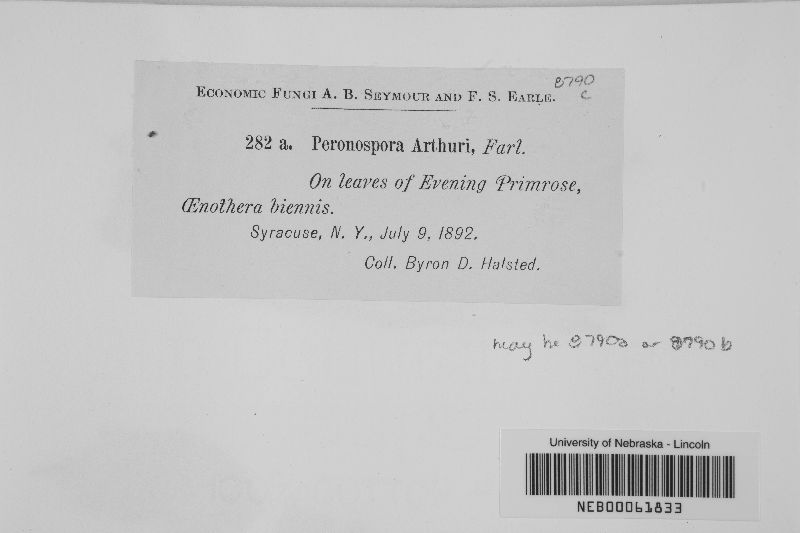 8790
c
Economic Fungi A. B. Seymour and F. S. Earle.
282 a. Peronospora Arthuri, Farl.
On leaves of Evening Primrose,
Œnothera biennis.
Syracuse, N. Y., July 9, 1892.
Coll. Byron D. Halsted.
may be 8790a or 8790b
University of Nebraska - Lincoln
NEB00061833